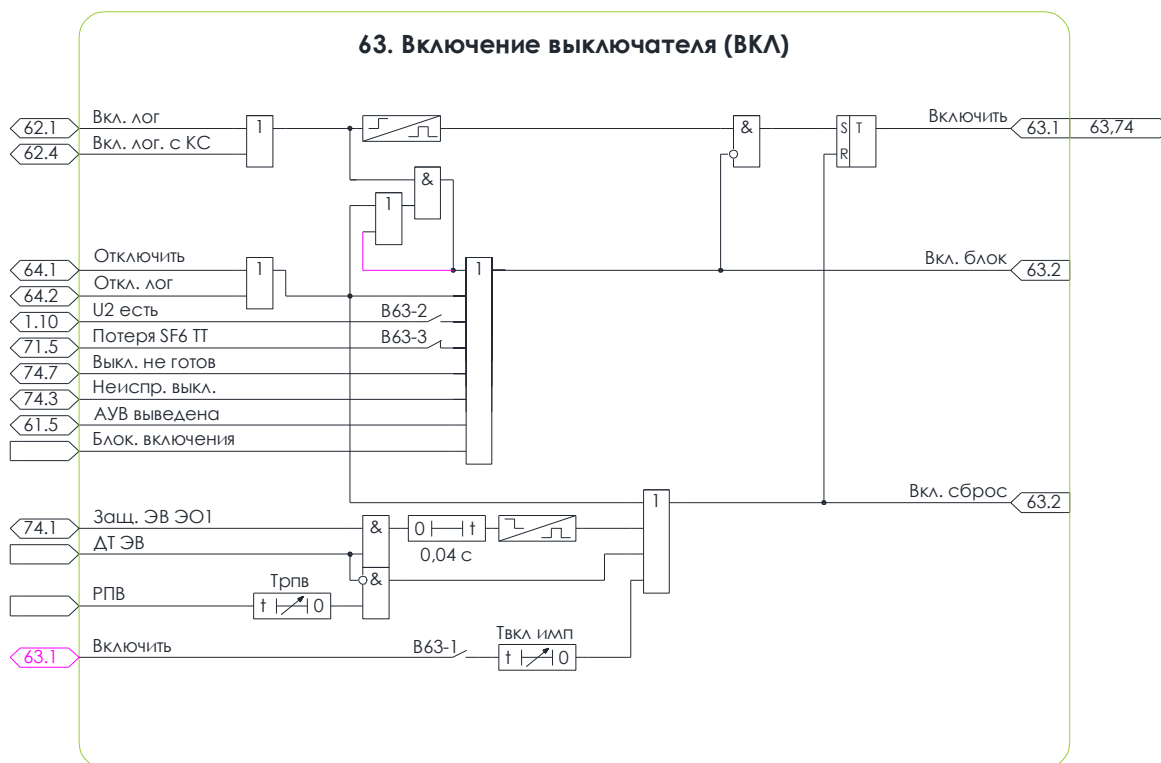 63. Включение выключателя (ВКЛ)
62.1 Вкл. лог 1 & S T Включить 63.1 63,74
62.4 Вкл. лог. с КС R
&
1
64.1 Отключить 1 1 Вкл. блок 63.2
64.2 Откл. лог
1.10 U2 есть B63-2
71.5 Потеря SF6 ТТ B63-3
74.7 Выкл. не готов
74.3 Неиспр. выкл.
61.5 АУВ выведена
Блок. включения
1 Вкл. сброс 63.2
74.1 Защ. ЭВ ЭО1 & 0 t
ДТ ЭВ 0,04 с
&
РПВ Tрпв t 0
63.1 Включить B63-1 Tвкл имп t 0